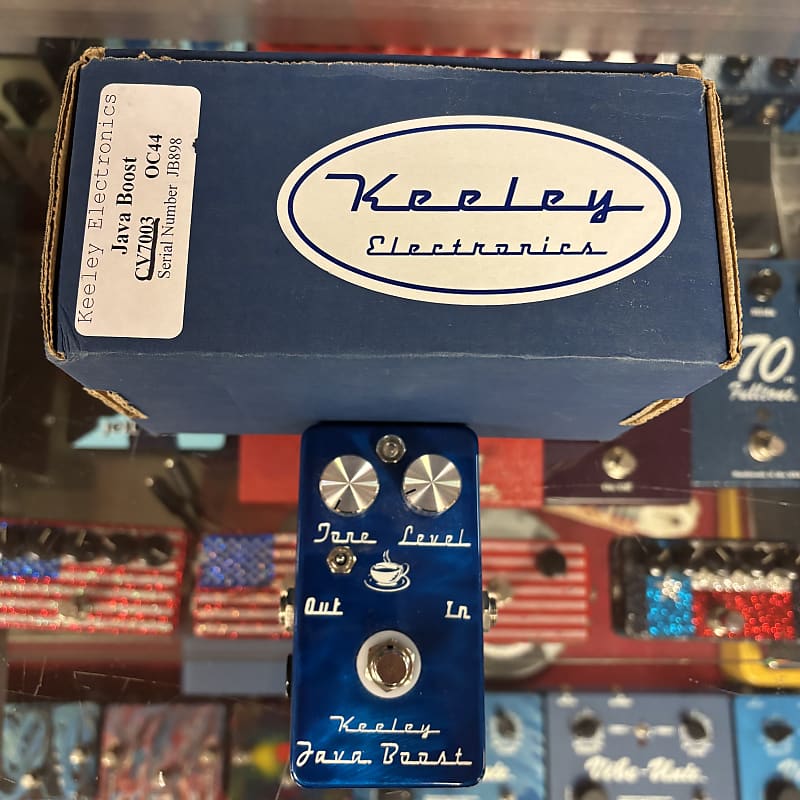 Keeley Electronics
Java Boost
CV7003 OC44
Serial Number JB898
Keeley
Electronics
70
Fulltone
Tone Level
Out In
Keeley
Java Boost
Vibe-Unit